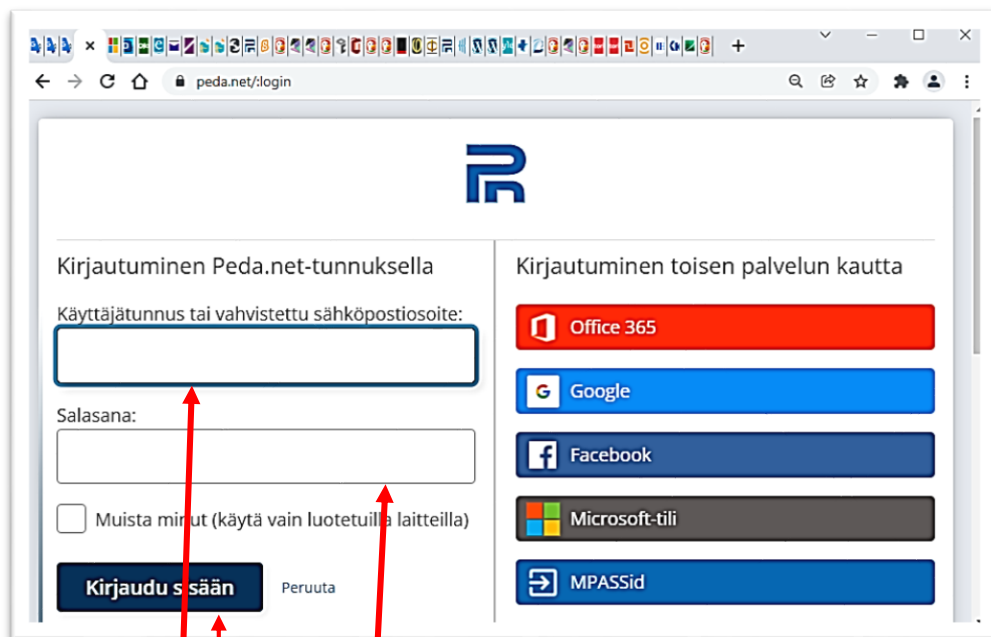 peda.net/:login
Kirjautuminen Peda.net-tunnuksella
Käyttäjätunnus tai vahvistettu sähköpostiosoite:
Salasana:
Muista minut (käytä vain luotetuilla laitteilla)
Kirjaudu sisään
Peruuta
Kirjautuminen toisen palvelun kautta
Office 365
Google
Facebook
Microsoft-tili
MPASSid